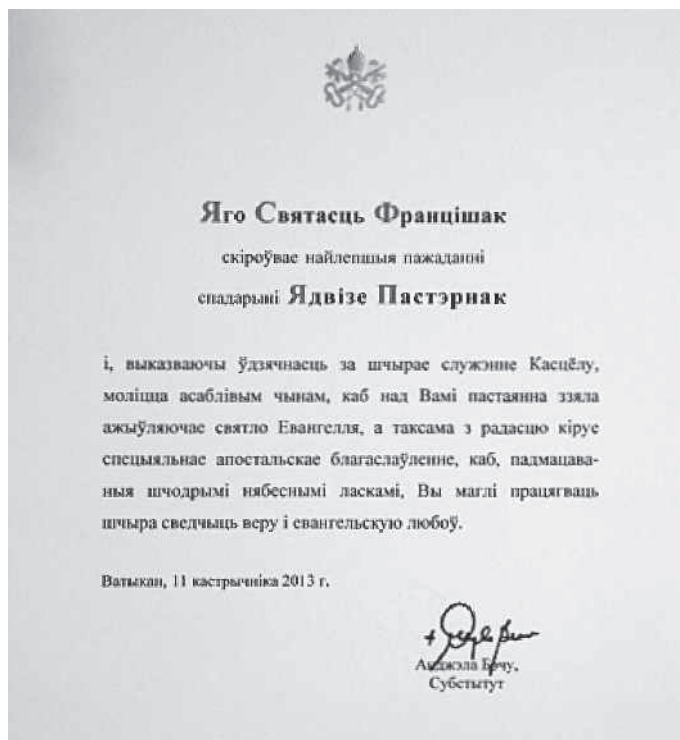 Яго Святасць Францішак
скіроўвае найлепшыя пажаданні
спадарыні Ядвізе Пастэрнак
і, выказваючы ўдзячнасць за шчырае служэнне Касцёлу,
моліцца асаблівым чынам, каб над Вамі пастаянна ззяла
ажыўляючае святло Евангелля, а таксама з радасцю кіруе
спецыяльнае апостальскае благаслаўленне, каб, падмацава-
ныя шчодрымі нябеснымі ласкамі, Вы маглі працягваць
шчыра сведчыць веру і евангельскую любоў.
Ватыкан, 11 кастрычніка 2013 г.
Анджэла Бечу,
Субстытут